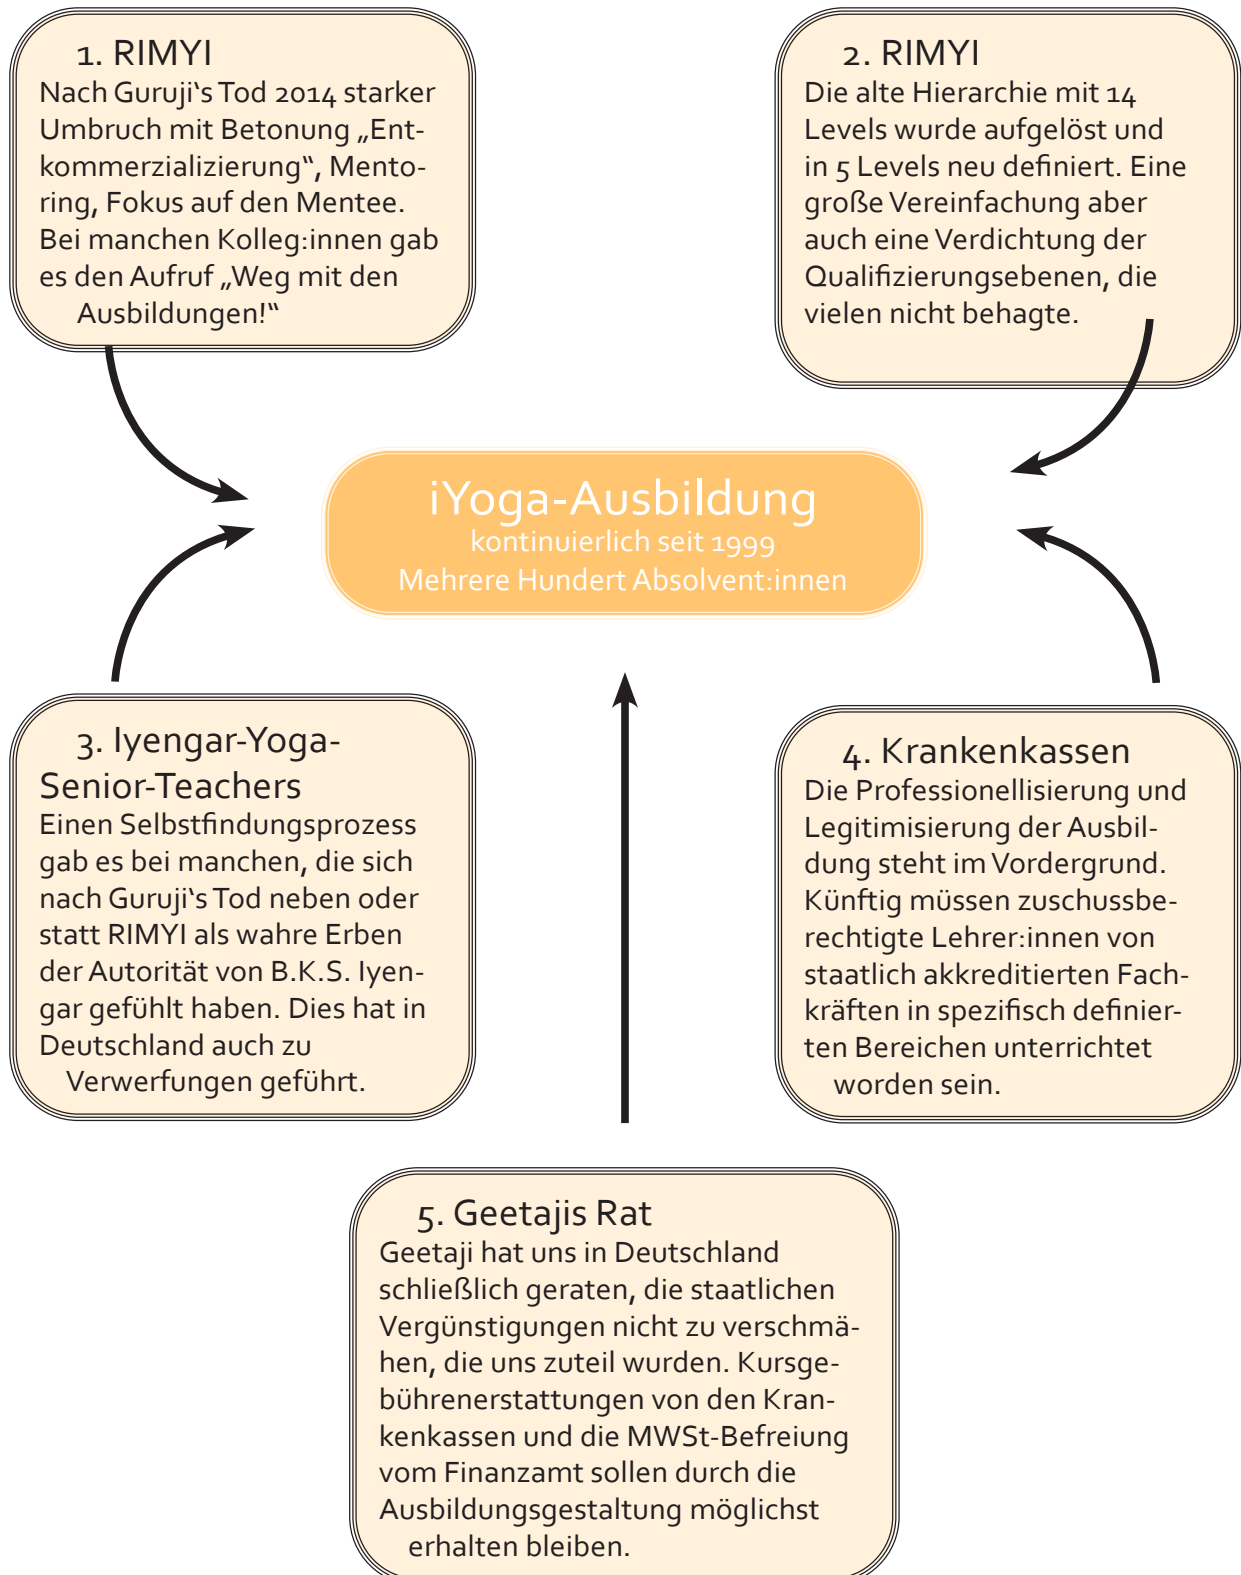 1. RIMYI
Nach Guruji‘s Tod 2014 starker
Umbruch mit Betonung „Ent-
kommerzializierung“, Mento-
ring, Fokus auf den Mentee.
Bei manchen Kolleg:innen gab
es den Aufruf „Weg mit den
Ausbildungen!“
2. RIMYI
Die alte Hierarchie mit 14
Levels wurde aufgelöst und
in 5 Levels neu definiert. Eine
große Vereinfachung aber
auch eine Verdichtung der
Qualifizierungsebenen, die
vielen nicht behagte.
iYoga-Ausbildung
kontinuierlich seit 1999
Mehrere Hundert Absolvent:innen
3. Iyengar-Yoga-
Senior-Teachers
Einen Selbstfindungsprozess
gab es bei manchen, die sich
nach Guruji‘s Tod neben oder
statt RIMYI als wahre Erben
der Autorität von B.K.S. Iyen-
gar gefühlt haben. Dies hat in
Deutschland auch zu
Verwerfungen geführt.
4. Krankenkassen
Die Professionellisierung und
Legitimisierung der Ausbil-
dung steht im Vordergrund.
Künftig müssen zuschussbe-
rechtigte Lehrer:innen von
staatlich akkreditierten Fach-
kräften in spezifisch definier-
ten Bereichen unterrichtet
worden sein.
5. Geetajis Rat
Geetaji hat uns in Deutschland
schließlich geraten, die staatlichen
Vergünstigungen nicht zu verschmä-
hen, die uns zuteil wurden. Kursge-
bührenerstattungen von den Kran-
kenkassen und die MWSt-Befreiung
vom Finanzamt sollen durch die
Ausbildungsgestaltung möglichst
erhalten bleiben.